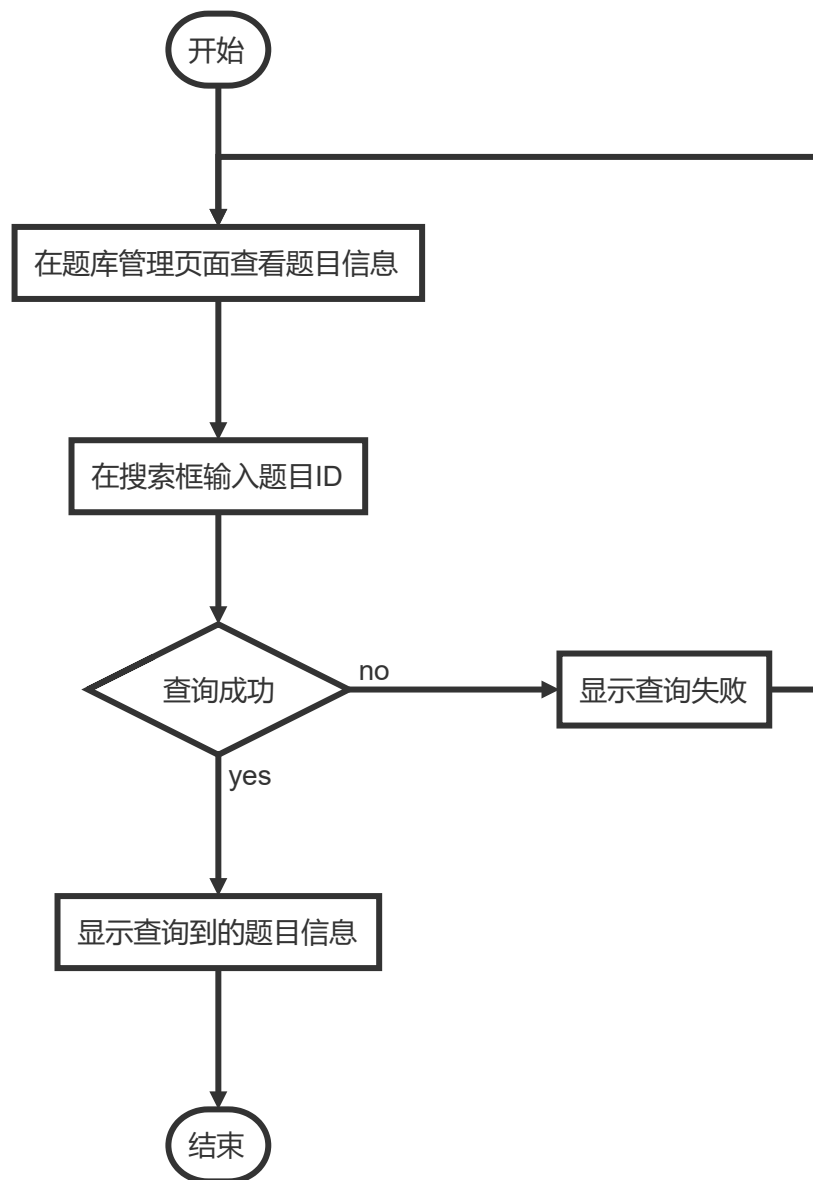 开始
在题库管理页面查看题目信息
在搜索框输入题目ID
查询成功
no
显示查询失败
yes
显示查询到的题目信息
结束